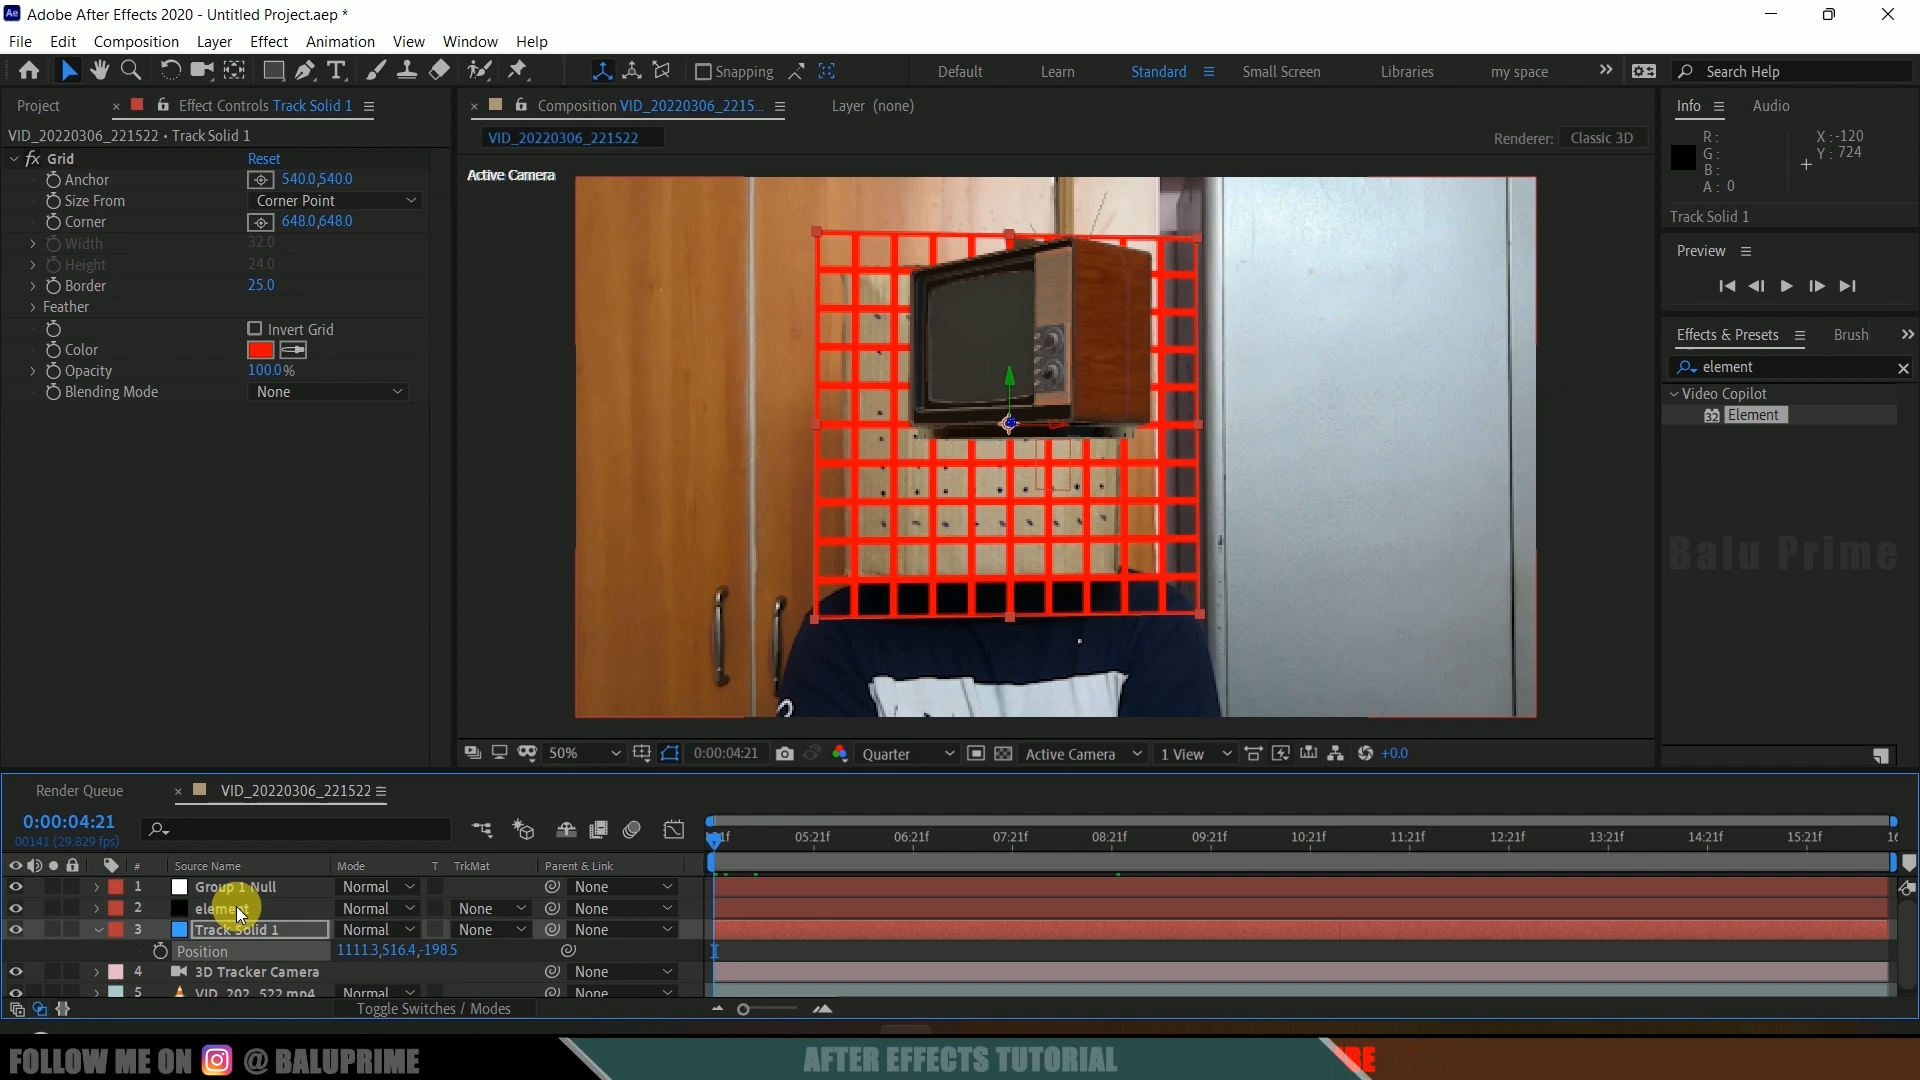 Adobe After Effects 2020 - Untitled Project.aep *
File Edit Composition Layer Effect Animation View Window Help
Snapping Default Learn Standard Small Screen Libraries my space Search Help
Project Effect Controls Track Solid 1 Composition VID_20220306_2215... Layer (none) Info Audio
VID_20220306_221522 • Track Solid 1
VID_20220306_221522 Renderer: Classic 3D
fx Grid Reset
Anchor 540.0,540.0
Size From Corner Point
Corner 648.0,648.0
Width 32.0
Height 24.0
Border 25.0
Feather
Invert Grid
Color
Opacity 100.0%
Blending Mode None
Active Camera
R: X: -120
G: Y: 724
B:
A: 0
Track Solid 1
Preview
Effects & Presets Brush
element
Video Copilot
32 Element
Balu Prime
50% 0:00:04:21 Quarter Active Camera 1 View +0.0
Render Queue VID_20220306_221522
0:00:04:21
00141 (29.829 fps)
05:21f 06:21f 07:21f 08:21f 09:21f 10:21f 11:21f 12:21f 13:21f 14:21f 15:21f
# Source Name Mode T TrkMat Parent & Link
1 Group 1 Null Normal None
2 element Normal None None
3 Track Solid 1 Normal None None
Position 1111.3,516.4,-198.5
4 3D Tracker Camera None
5 VID_202...522.mp4 Normal None
Toggle Switches / Modes
FOLLOW ME ON @ BALUPRIME AFTER EFFECTS TUTORIAL